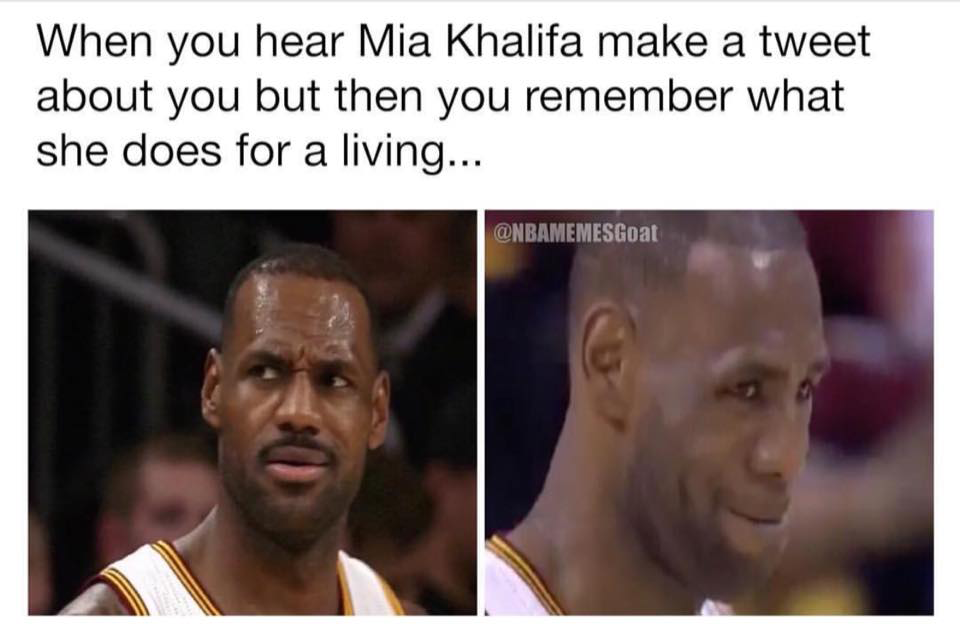 When you hear Mia Khalifa make a tweet
about you but then you remember what
she does for a living...
@NBAMEMESGoat